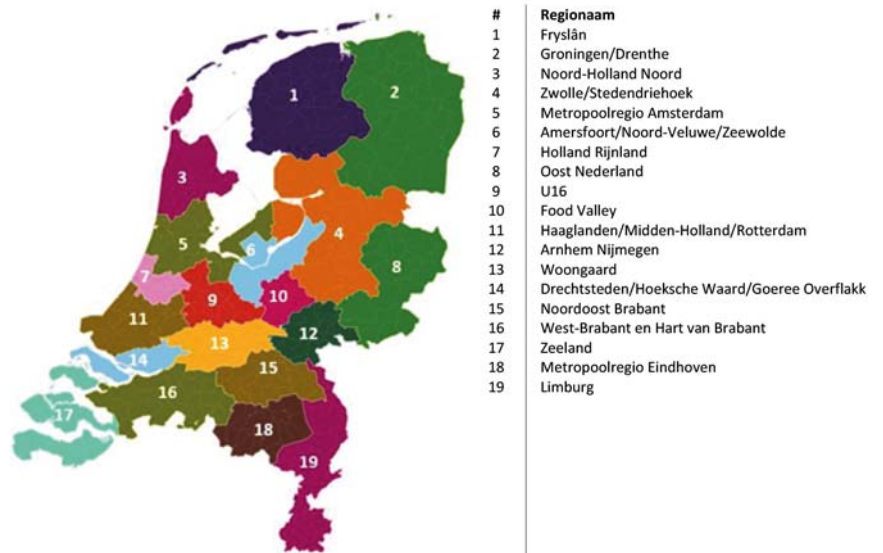 # Regionaam
1 Fryslân
2 Groningen/Drenthe
3 Noord-Holland Noord
4 Zwolle/Stedendriehoek
5 Metropoolregio Amsterdam
6 Amersfoort/Noord-Veluwe/Zeewolde
7 Holland Rijnland
8 Oost Nederland
9 U16
10 Food Valley
11 Haaglanden/Midden-Holland/Rotterdam
12 Arnhem Nijmegen
13 Woongaard
14 Drechtsteden/Hoeksche Waard/Goeree Overflakk
15 Noordoost Brabant
16 West-Brabant en Hart van Brabant
17 Zeeland
18 Metropoolregio Eindhoven
19 Limburg
1
2
3
4
5
6
7
8
9
10
11
12
13
14
15
16
17
18
19